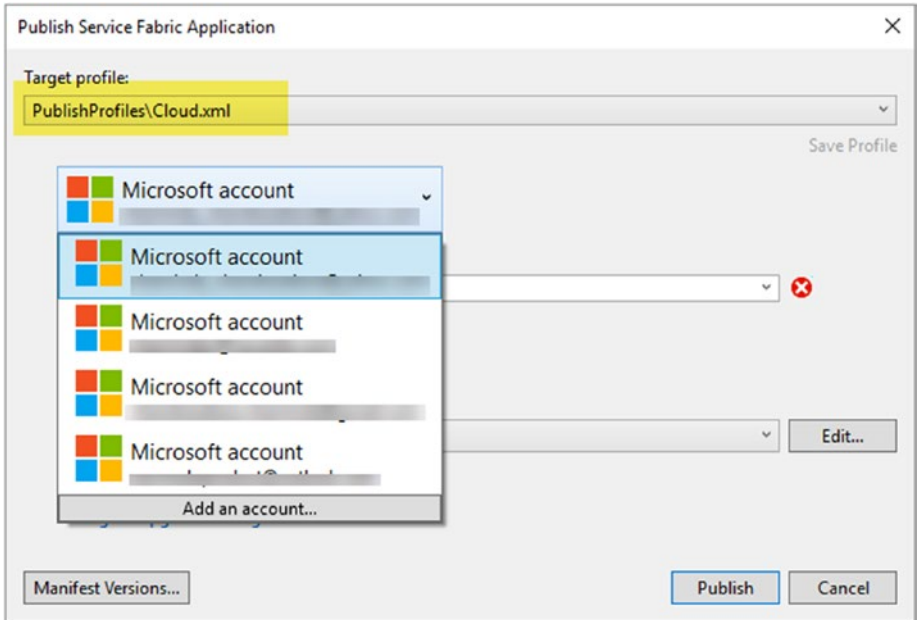 Publish Service Fabric Application
Target profile:
PublishProfiles\Cloud.xml
Save Profile
Microsoft account
Microsoft account
Microsoft account
Microsoft account
Microsoft account
Edit...
Add an account...
Manifest Versions...
Publish
Cancel